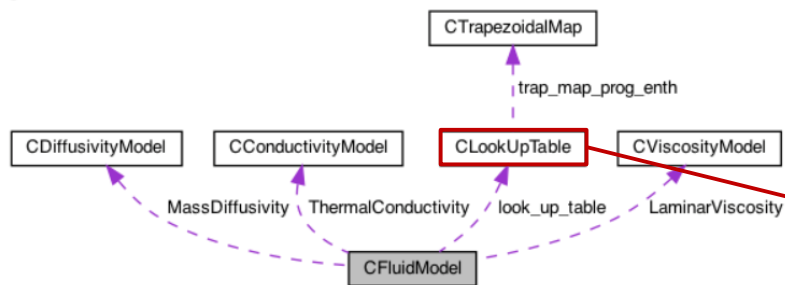 CTrapezoidalMap
trap_map_prog_enth
CDiffusivityModel CConductivityModel CLookUpTable CViscosityModel
MassDiffusivity ThermalConductivity look_up_table LaminarViscosity
CFluidModel